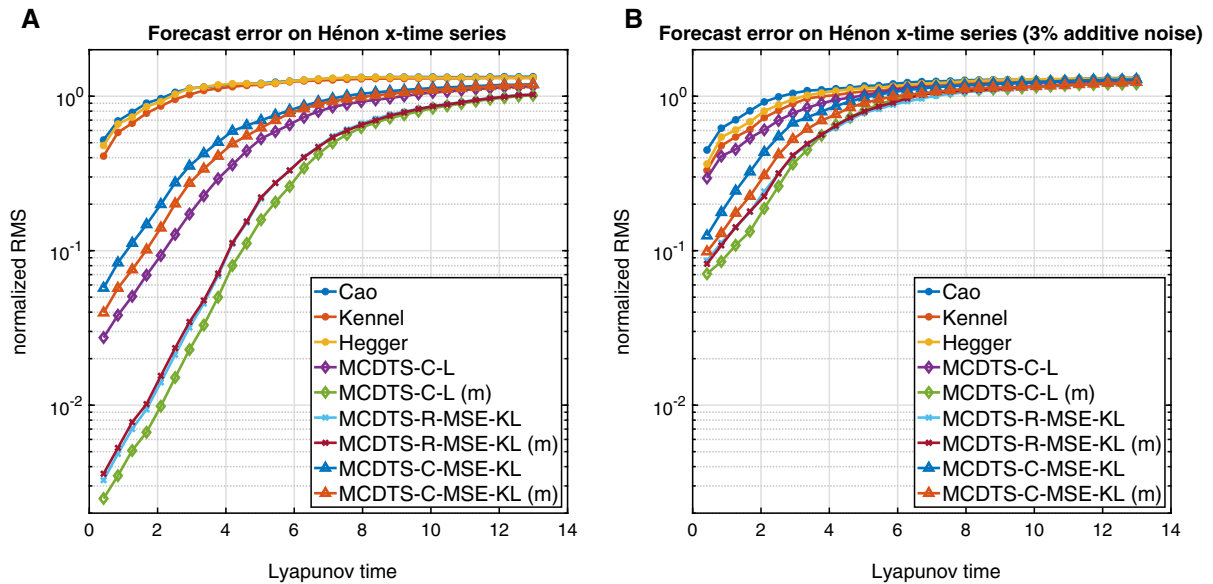 A
Forecast error on Hénon x-time series
normalized RMS
10^0
10^-1
10^-2
Cao
Kennel
Hegger
MCDTS-C-L
MCDTS-C-L (m)
MCDTS-R-MSE-KL
MCDTS-R-MSE-KL (m)
MCDTS-C-MSE-KL
MCDTS-C-MSE-KL (m)
0 2 4 6 8 10 12 14
Lyapunov time
B
Forecast error on Hénon x-time series (3% additive noise)
normalized RMS
10^0
10^-1
10^-2
Cao
Kennel
Hegger
MCDTS-C-L
MCDTS-C-L (m)
MCDTS-R-MSE-KL
MCDTS-R-MSE-KL (m)
MCDTS-C-MSE-KL
MCDTS-C-MSE-KL (m)
0 2 4 6 8 10 12 14
Lyapunov time